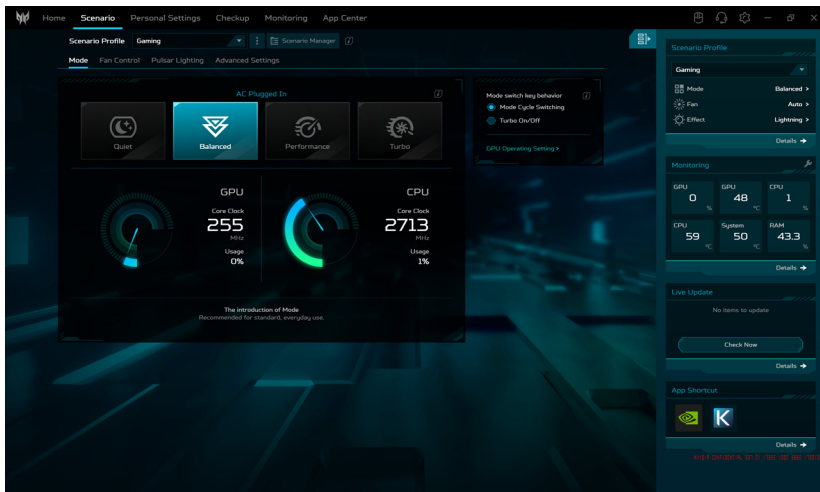 Home Scenario Personal Settings Checkup Monitoring App Center
Scenario Profile Gaming Scenario Manager
Mode Fan Control Pulsar Lighting Advanced Settings
AC Plugged In
Quiet Balanced Performance Turbo
GPU
Core Clock
255
MHz
Usage
0%
CPU
Core Clock
2713
MHz
Usage
1%
The introduction of Mode
Recommended for standard, everyday use.
Mode switch key behavior
Mode Cycle Switching
Turbo On/Off
GPU Operating Setting >
Scenario Profile
Gaming
Mode Balanced >
Fan Auto >
Effect Lightning >
Details →
Monitoring
GPU GPU CPU
0 % 48 °C 1 %
CPU System RAM
59 °C 50 °C 43.3 %
Details →
Live Update
No items to update
Check Now
Details →
App Shortcut
K
Details →